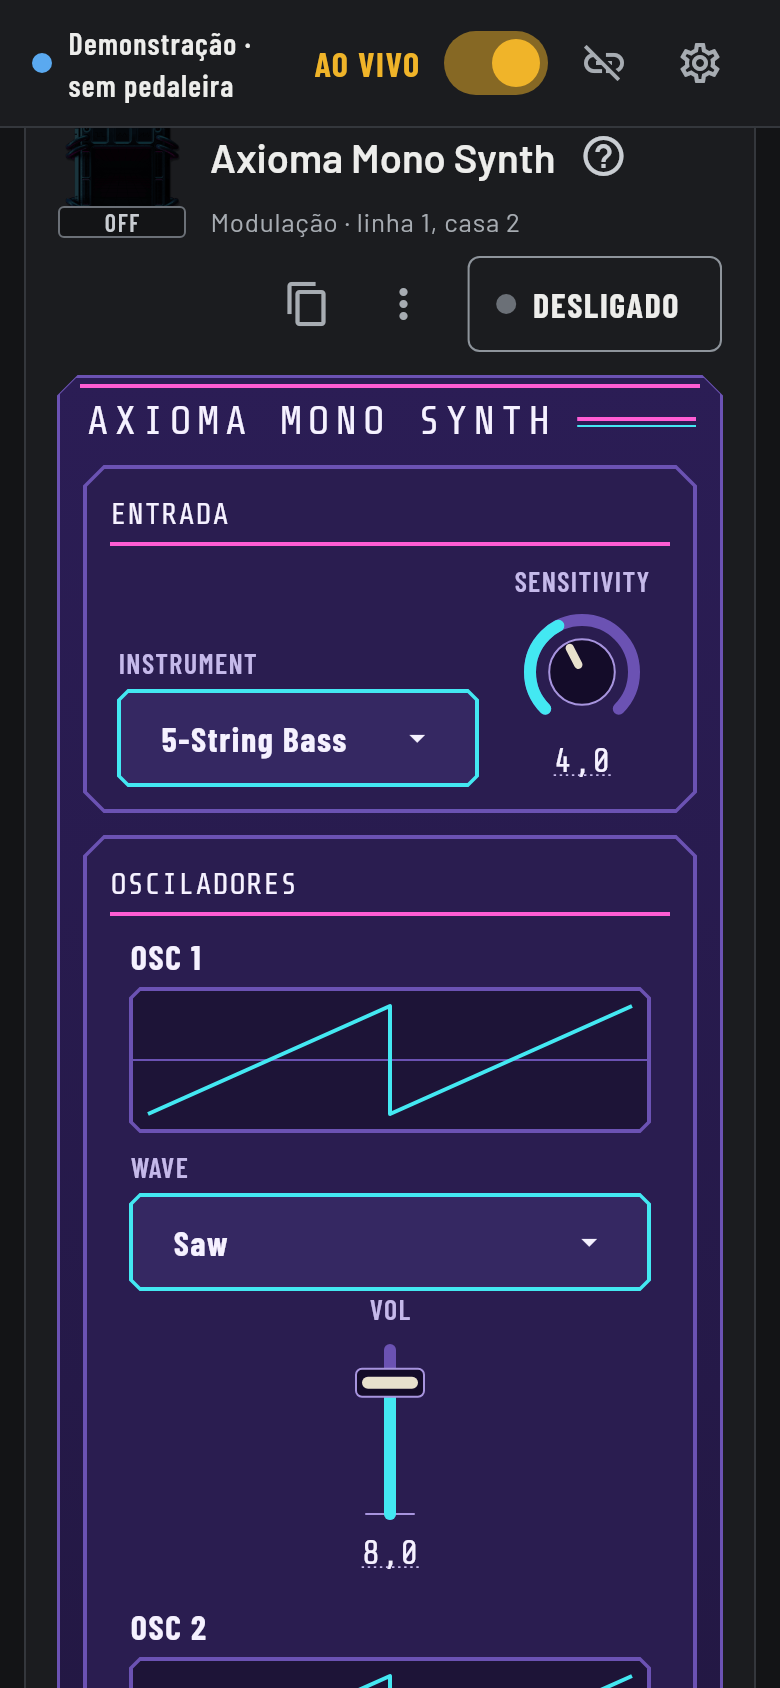 Demonstração ·
sem pedaleira
AO VIVO
Axioma Mono Synth
OFF
Modulação · linha 1, casa 2
DESLIGADO
AXIOMA MONO SYNTH
ENTRADA
SENSITIVITY
INSTRUMENT
5-String Bass
4,0
OSCILADORES
OSC 1
WAVE
Saw
VOL
8,0
OSC 2